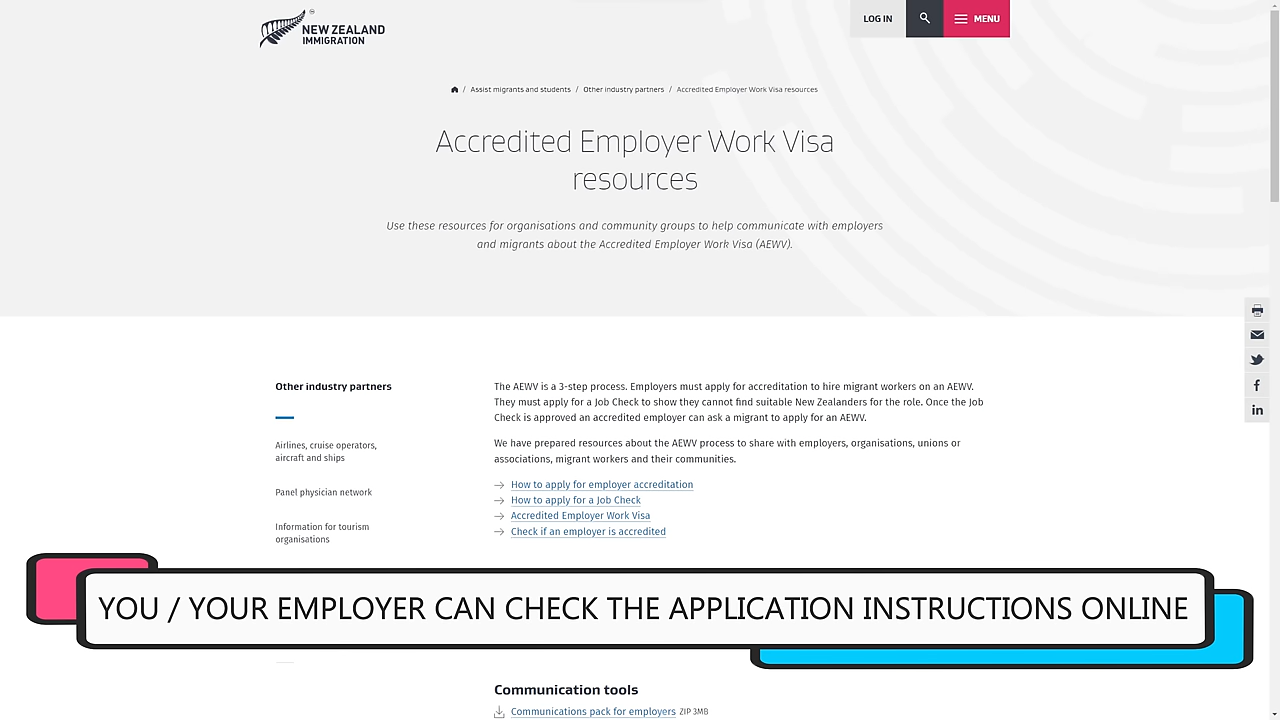 NEW ZEALAND
IMMIGRATION
LOG IN
MENU
/ Assist migrants and students / Other industry partners / Accredited Employer Work Visa resources
Accredited Employer Work Visa
resources
Use these resources for organisations and community groups to help communicate with employers
and migrants about the Accredited Employer Work Visa (AEWV).
Other industry partners
Airlines, cruise operators,
aircraft and ships
Panel physician network
Information for tourism
organisations
The AEWV is a 3-step process. Employers must apply for accreditation to hire migrant workers on an AEWV.
They must apply for a Job Check to show they cannot find suitable New Zealanders for the role. Once the Job
Check is approved an accredited employer can ask a migrant to apply for an AEWV.
We have prepared resources about the AEWV process to share with employers, organisations, unions or
associations, migrant workers and their communities.
How to apply for employer accreditation
How to apply for a Job Check
Accredited Employer Work Visa
Check if an employer is accredited
YOU / YOUR EMPLOYER CAN CHECK THE APPLICATION INSTRUCTIONS ONLINE
Communication tools
Communications pack for employers ZIP 3MB